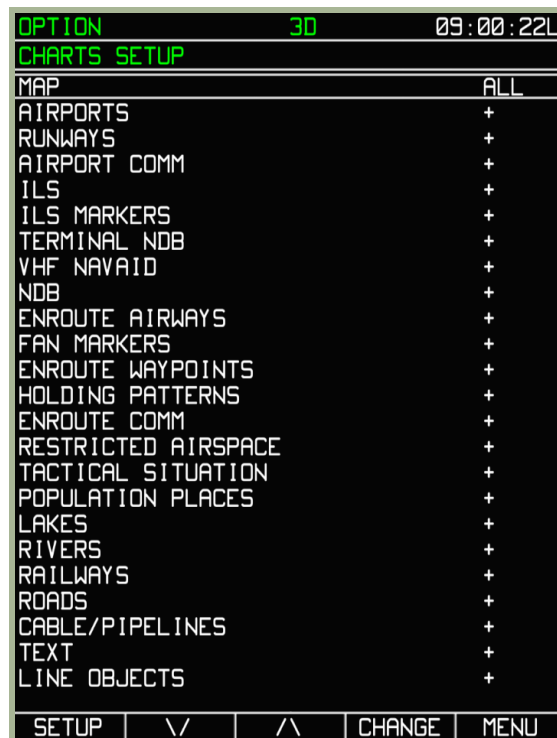 OPTION 3D 09:00:22L
CHARTS SETUP
MAP ALL
AIRPORTS +
RUNWAYS +
AIRPORT COMM +
ILS +
ILS MARKERS +
TERMINAL NDB +
VHF NAVAID +
NDB +
ENROUTE AIRWAYS +
FAN MARKERS +
ENROUTE WAYPOINTS +
HOLDING PATTERNS +
ENROUTE COMM +
RESTRICTED AIRSPACE +
TACTICAL SITUATION +
POPULATION PLACES +
LAKES +
RIVERS +
RAILWAYS +
ROADS +
CABLE/PIPELINES +
TEXT +
LINE OBJECTS +
SETUP \/ /\ CHANGE MENU